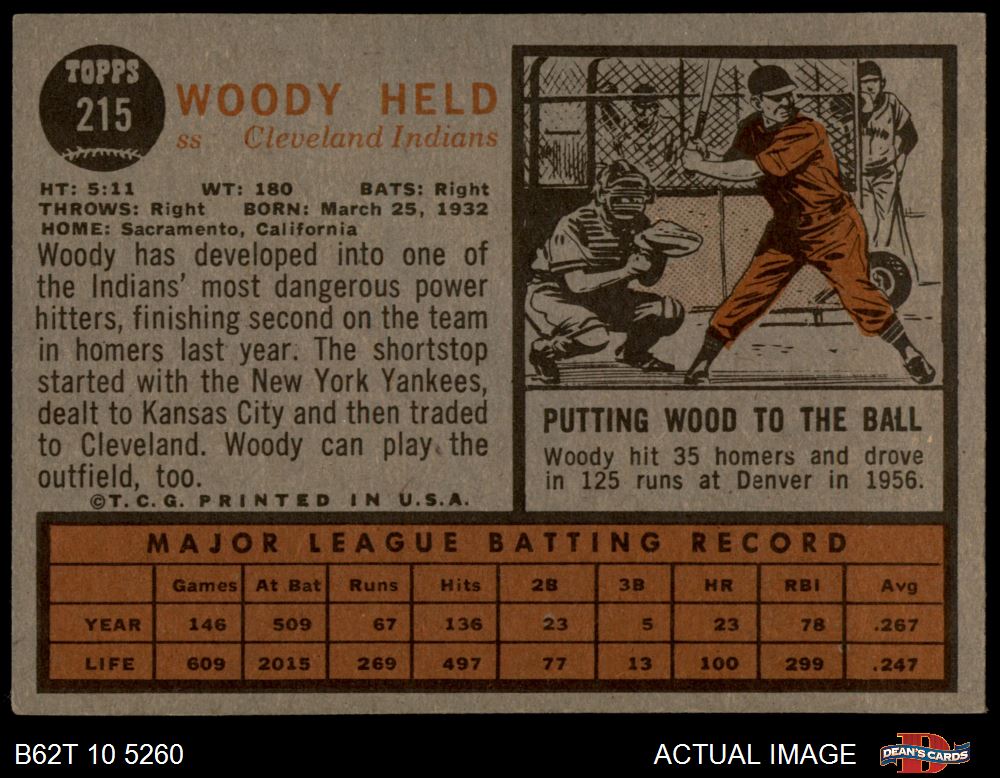 TOPPS
215
WOODY HELD
ss Cleveland Indians
HT: 5:11 WT: 180 BATS: Right
THROWS: Right BORN: March 25, 1932
HOME: Sacramento, California
Woody has developed into one of
the Indians' most dangerous power
hitters, finishing second on the team
in homers last year. The shortstop
started with the New York Yankees,
dealt to Kansas City and then traded
to Cleveland. Woody can play the
outfield, too.
©T.C.G. PRINTED IN U.S.A.
PUTTING WOOD TO THE BALL
Woody hit 35 homers and drove
in 125 runs at Denver in 1956.
MAJOR LEAGUE BATTING RECORD
Games At Bat Runs Hits 2B 3B HR RBI Avg
YEAR 146 509 67 136 23 5 23 78 .267
LIFE 609 2015 269 497 77 13 100 299 .247
B62T 10 5260
ACTUAL IMAGE
DEAN'S CARDS